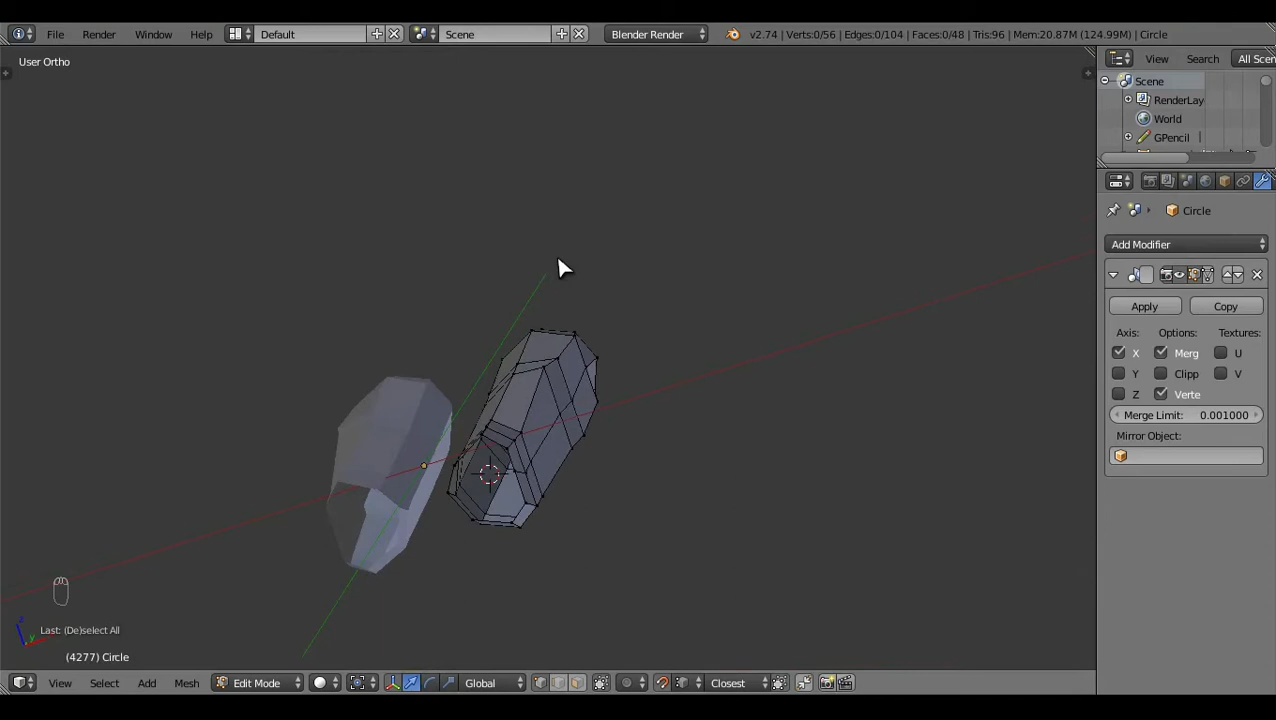 File Render Window Help Default Scene Blender Render v2.74 | Verts:0/56 | Edges:0/104 | Faces:0/48 | Tris:96 | Mem:20.87M (124.99M) | Circle
User Ortho
View Search All Scen
Scene
RenderLay
World
GPencil
Circle
Add Modifier
Apply Copy
Axis: Options: Textures:
X Merg U
Y Clipp V
Z Verte
Merge Limit: 0.001000
Mirror Object:
z
y
Last: (De)select All
(4277) Circle
View Select Add Mesh Edit Mode Global Closest